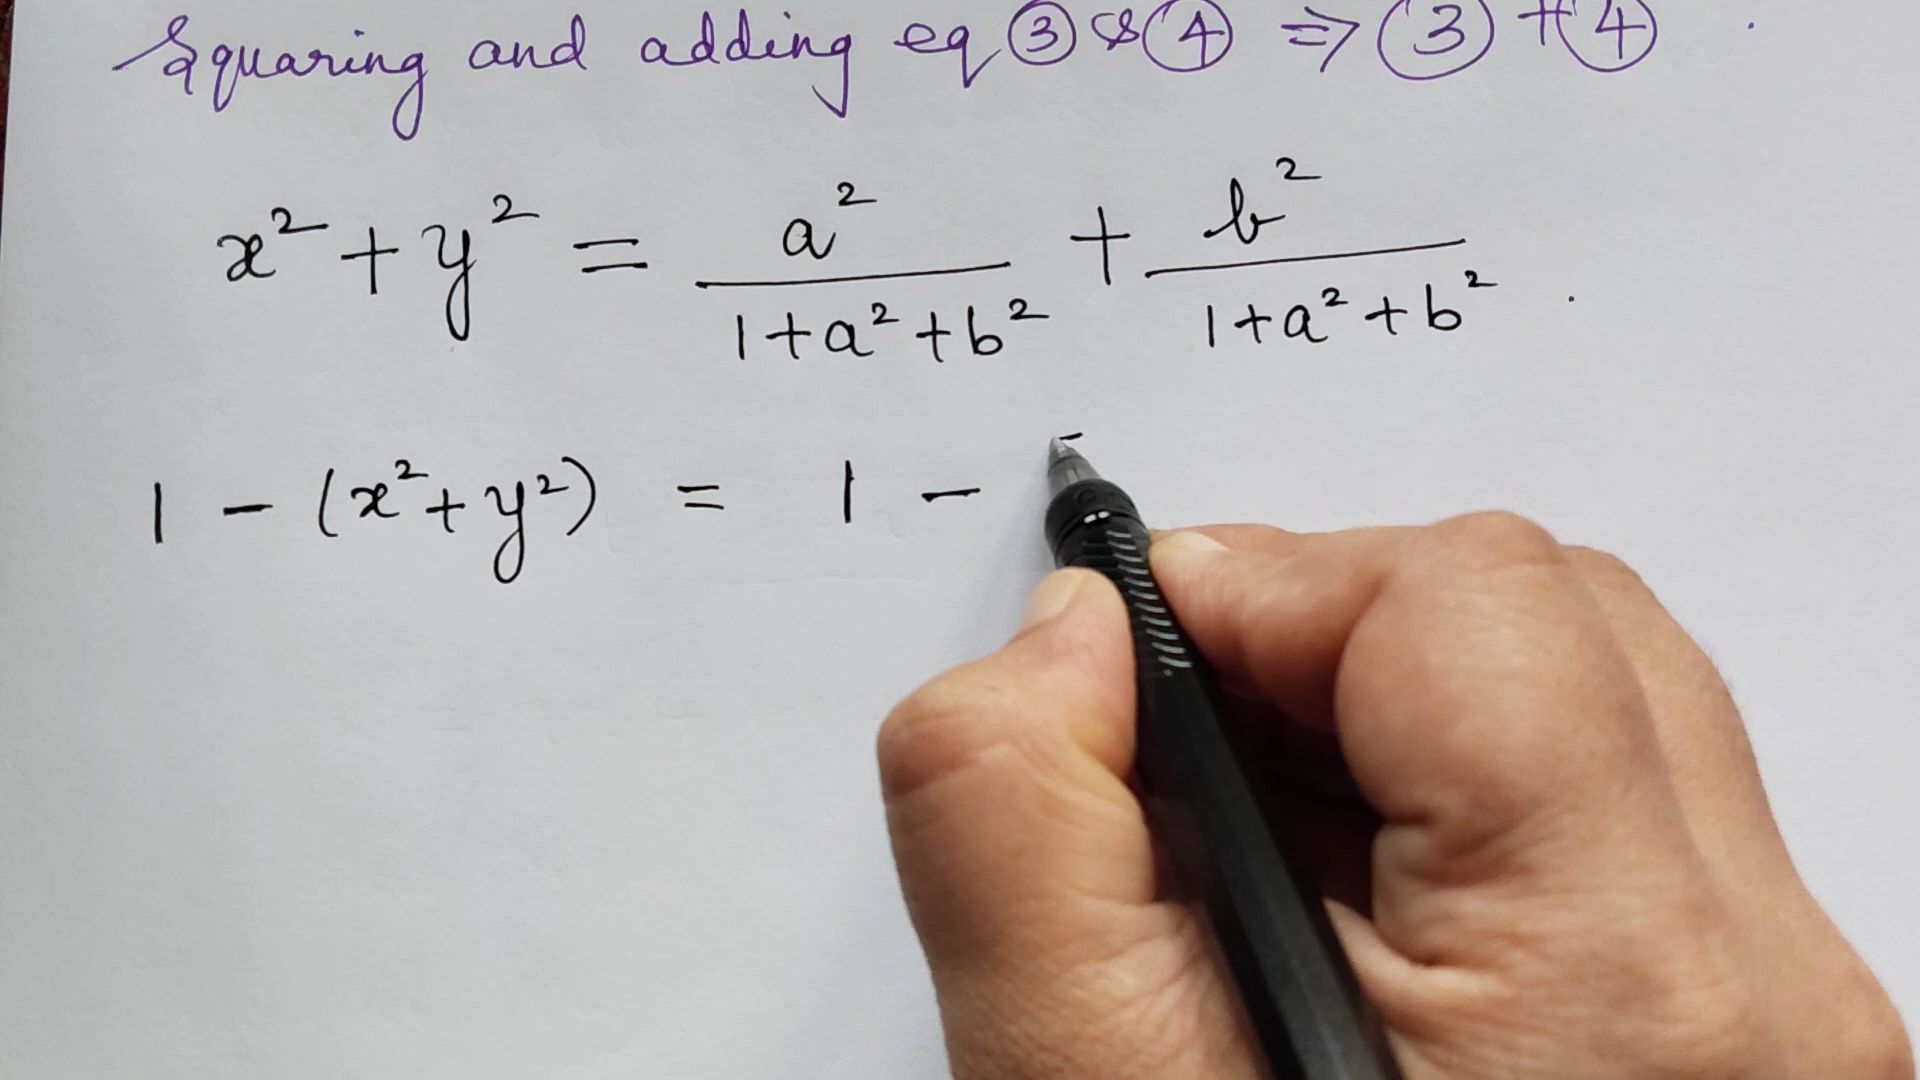 Squaring and adding eq ③ & ④ ⇒ ③ + ④
x² + y² = a²/(1+a²+b²) + b²/(1+a²+b²)
1 - (x²+y²) = 1 -